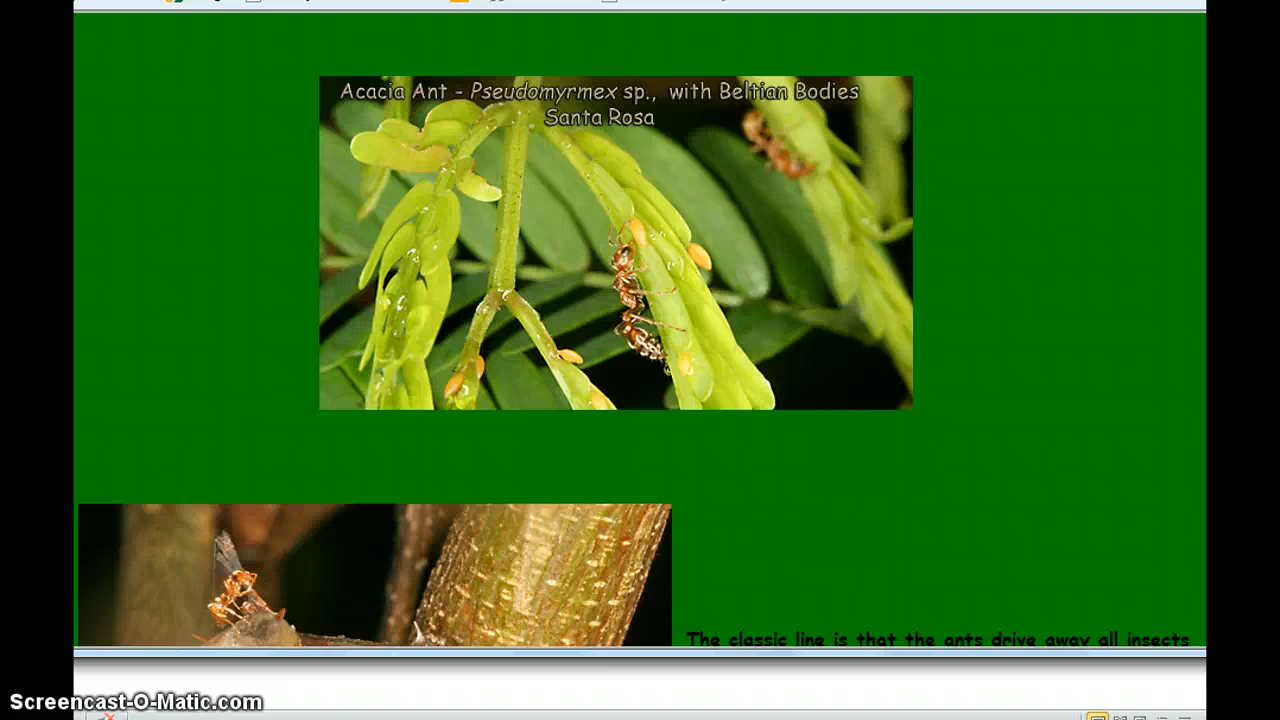 Acacia Ant - Pseudomyrmex sp., with Beltian Bodies
Santa Rosa
The classic line is that the ants drive away all insects
Screencast-O-Matic.com